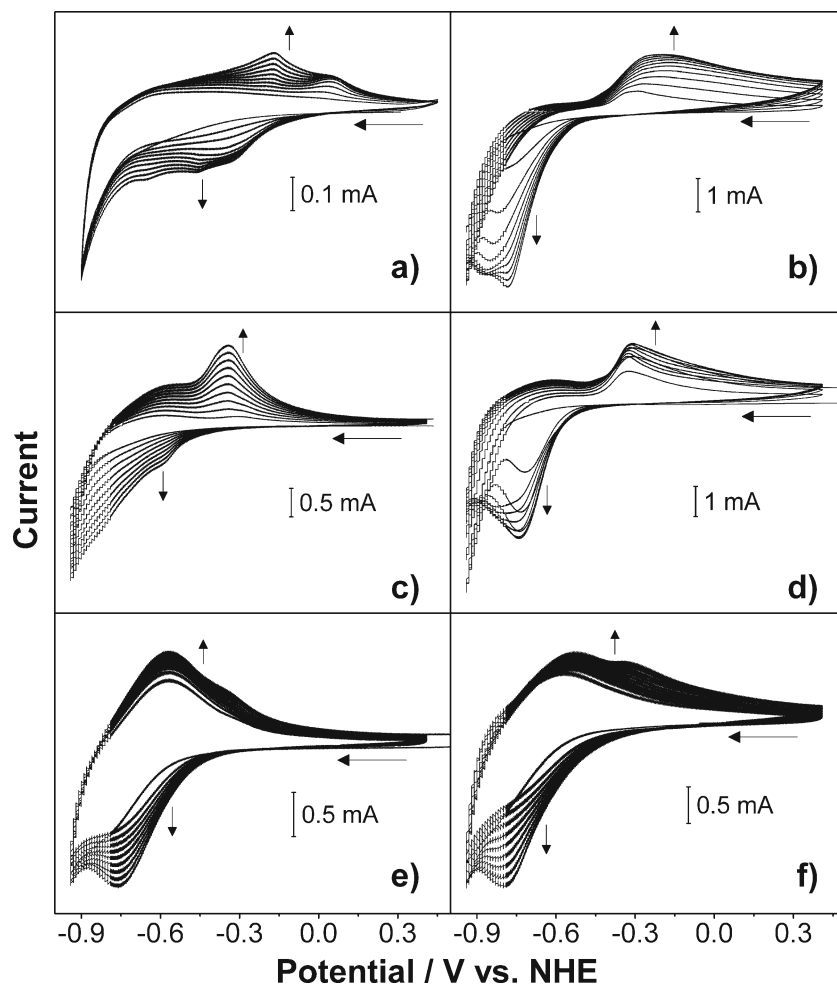 0.1 mA
a)
1 mA
b)
Current
0.5 mA
c)
1 mA
d)
0.5 mA
e)
0.5 mA
f)
-0.9 -0.6 -0.3 0.0 0.3 -0.9 -0.6 -0.3 0.0 0.3
Potential / V vs. NHE